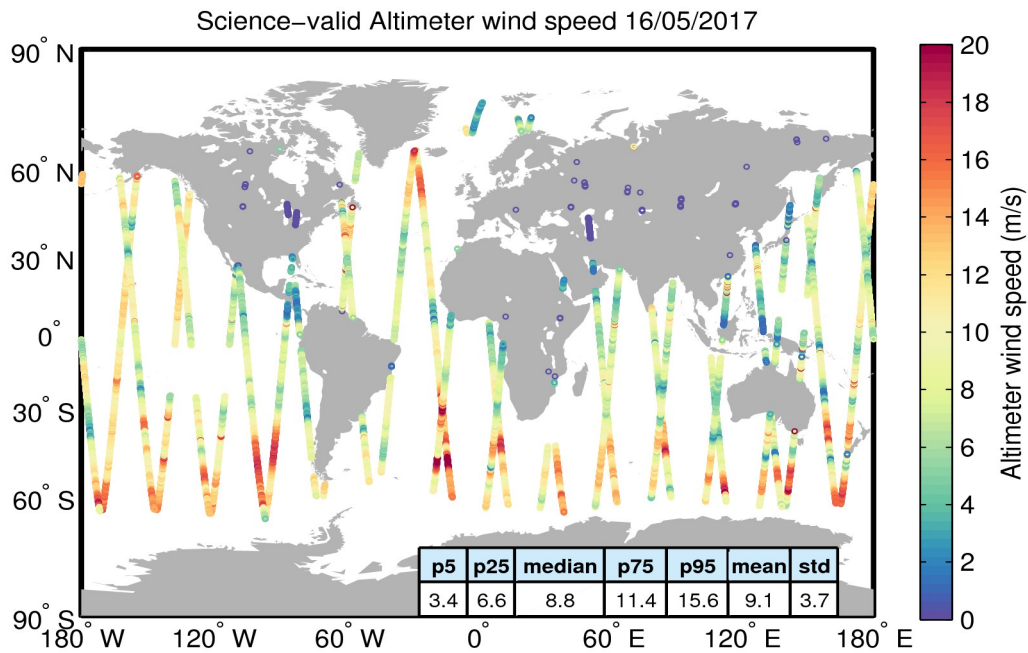 Science−valid Altimeter wind speed 16/05/2017
90° N
60° N
30° N
0°
30° S
60° S
90° S
180° W
120° W
60° W
0°
60° E
120° E
180° E
p5 p25 median p75 p95 mean std
3.4 6.6 8.8 11.4 15.6 9.1 3.7
20
18
16
14
12
10
8
6
4
2
0
Altimeter wind speed (m/s)